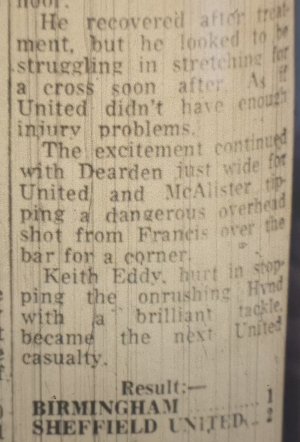 He recovered after treat-
ment, but he looked to be
struggling in stretching for
a cross soon after. As if
United didn't have enough
injury problems.
The excitement continued
with Dearden just wide for
United and McAlister tip-
ping a dangerous overhead
shot from Francis over the
bar for a corner.
Keith Eddy, hurt in stop-
ping the onrushing Hynd
with a brilliant tackle,
became the next United
casualty.
Result:—
BIRMINGHAM ......... 1
SHEFFIELD UNITED.. 2